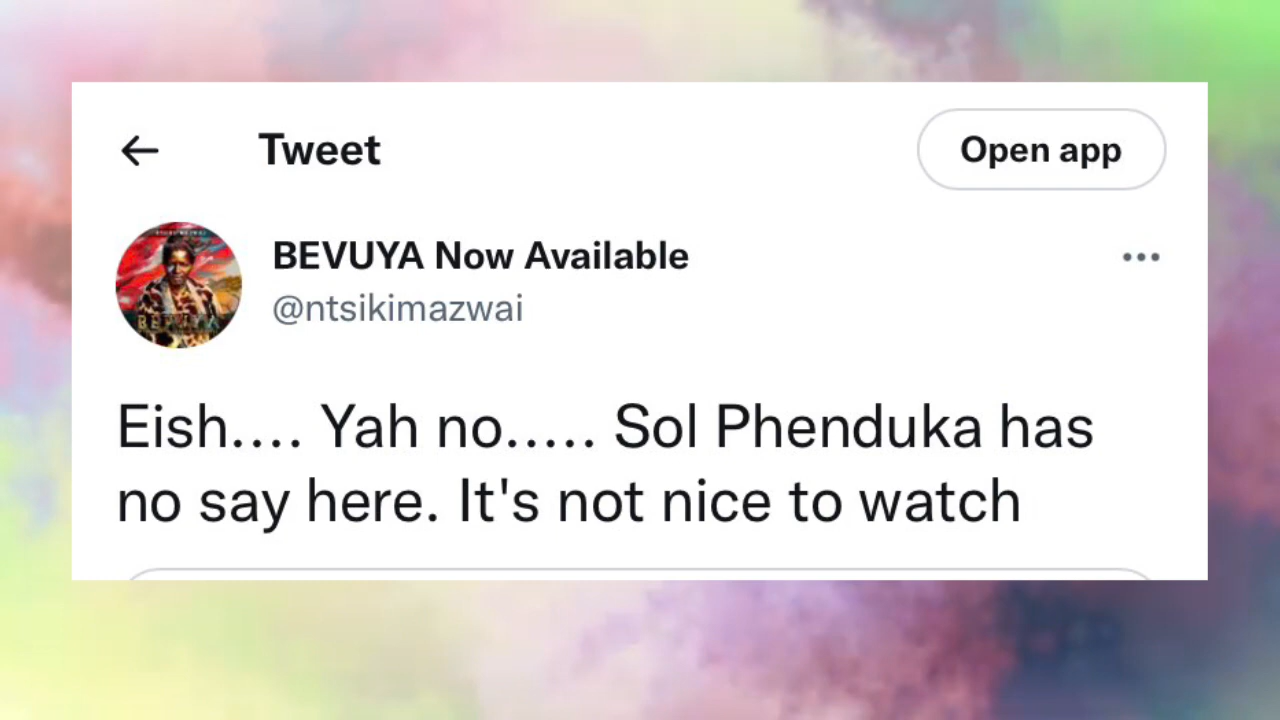 Tweet
Open app
BEVUYA Now Available
@ntsikimazwai
Eish.... Yah no..... Sol Phenduka has
no say here. It's not nice to watch
BEVUYA